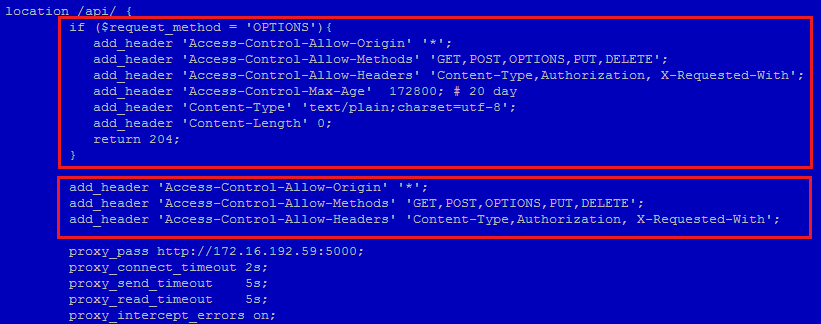 location /api/ {
if ($request_method = 'OPTIONS'){
add_header 'Access-Control-Allow-Origin' '*';
add_header 'Access-Control-Allow-Methods' 'GET,POST,OPTIONS,PUT,DELETE';
add_header 'Access-Control-Allow-Headers' 'Content-Type,Authorization, X-Requested-With';
add_header 'Access-Control-Max-Age'  172800; # 20 day
add_header 'Content-Type' 'text/plain;charset=utf-8';
add_header 'Content-Length' 0;
return 204;
}
add_header 'Access-Control-Allow-Origin' '*';
add_header 'Access-Control-Allow-Methods' 'GET,POST,OPTIONS,PUT,DELETE';
add_header 'Access-Control-Allow-Headers' 'Content-Type,Authorization, X-Requested-With';
proxy_pass http://172.16.192.59:5000;
proxy_connect_timeout 2s;
proxy_send_timeout    5s;
proxy_read_timeout    5s;
proxy_intercept_errors on;